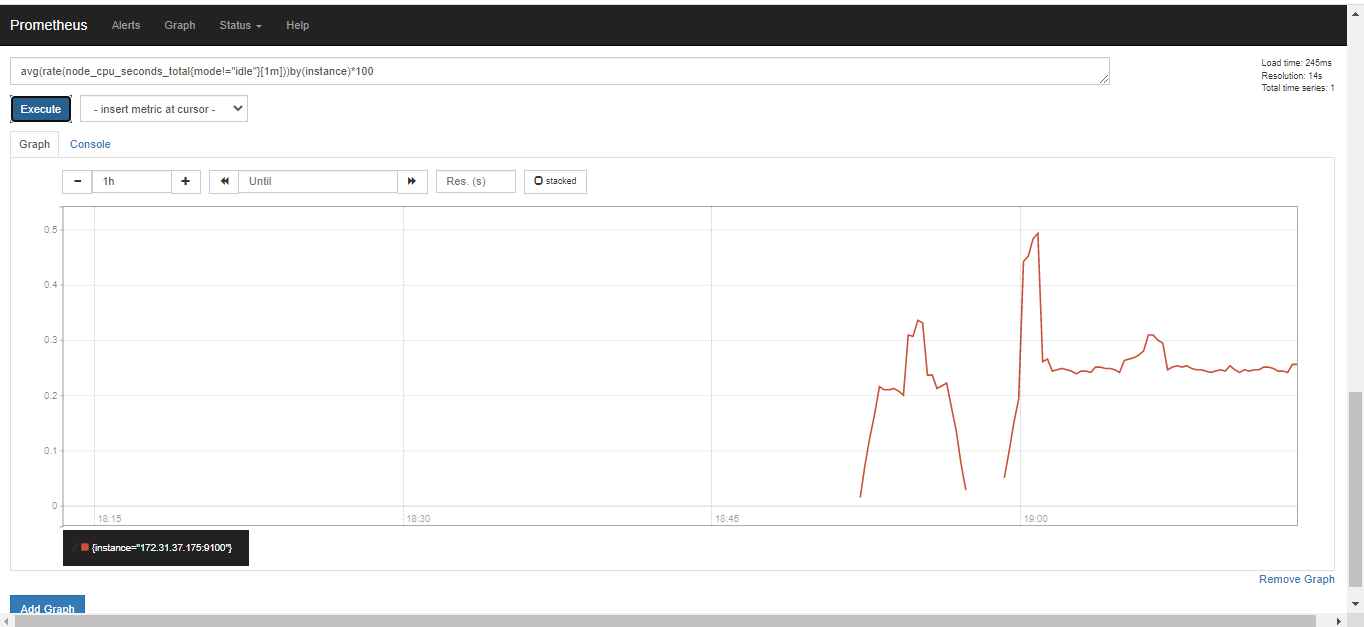 Prometheus Alerts Graph Status Help
avg(rate(node_cpu_seconds_total{mode!="idle"}[1m]))by(instance)*100
Load time: 245ms
Resolution: 14s
Total time series: 1
Execute - insert metric at cursor -
Graph Console
- 1h + Until Res. (s) stacked
0.5
0.4
0.3
0.2
0.1
0
18:15 18:30 18:45 19:00
{instance="172.31.37.175:9100"}
Remove Graph
Add Graph